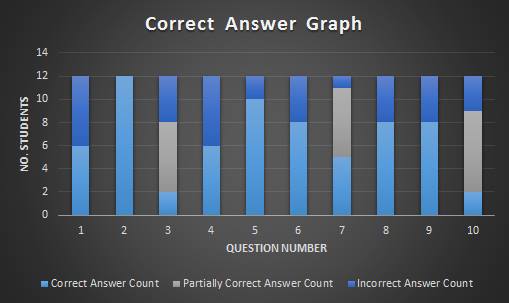 Correct Answer Graph
14
12
10
8
6
4
2
0
NO. STUDENTS
1 2 3 4 5 6 7 8 9 10
QUESTION NUMBER
Correct Answer Count Partially Correct Answer Count Incorrect Answer Count